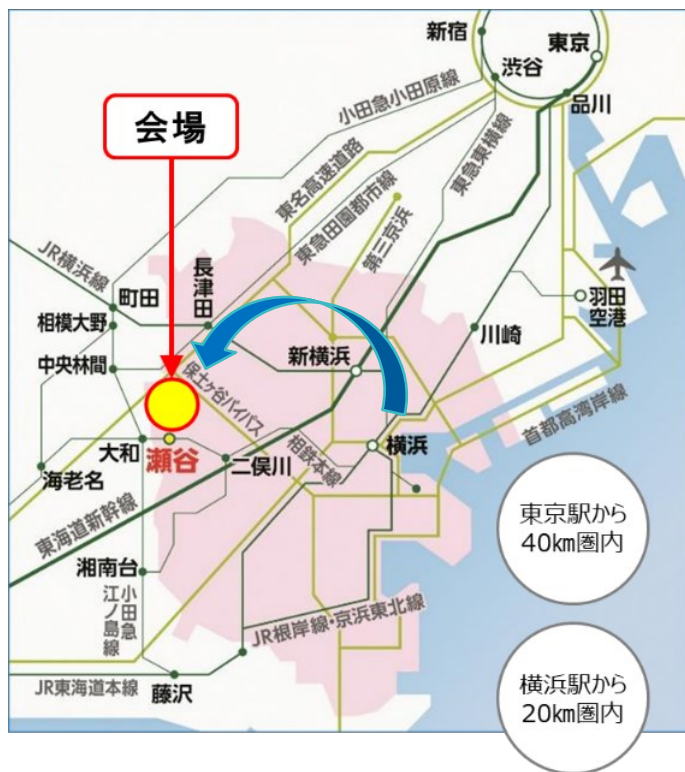 新宿
東京
渋谷
品川
小田急小田原線
会場
東急東横線
東名高速道路
東急田園都市線
第三京浜
JR横浜線
長津田
町田
羽田
空港
相模大野
川崎
新横浜
中央林間
保土ヶ谷バイパス
首都高湾岸線
相鉄本線
横浜
大和
瀬谷
二俣川
海老名
東京駅から
40km圏内
東海道新幹線
湘南台
小田急
江ノ島線
JR根岸線・京浜東北線
JR東海道本線
藤沢
横浜駅から
20km圏内